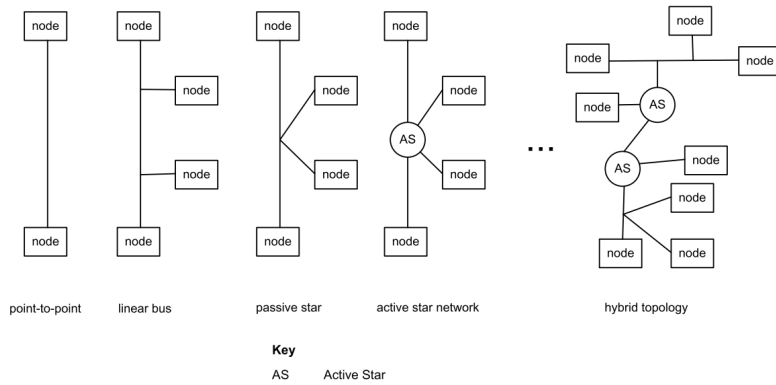 node
node
node
node
node
node
node
node
node
node
node
node
node
node
AS
node
node
node
...
node
node
node
node
AS
AS
node
node
node
node
point-to-point
linear bus
passive star
active star network
hybrid topology
Key
AS Active Star